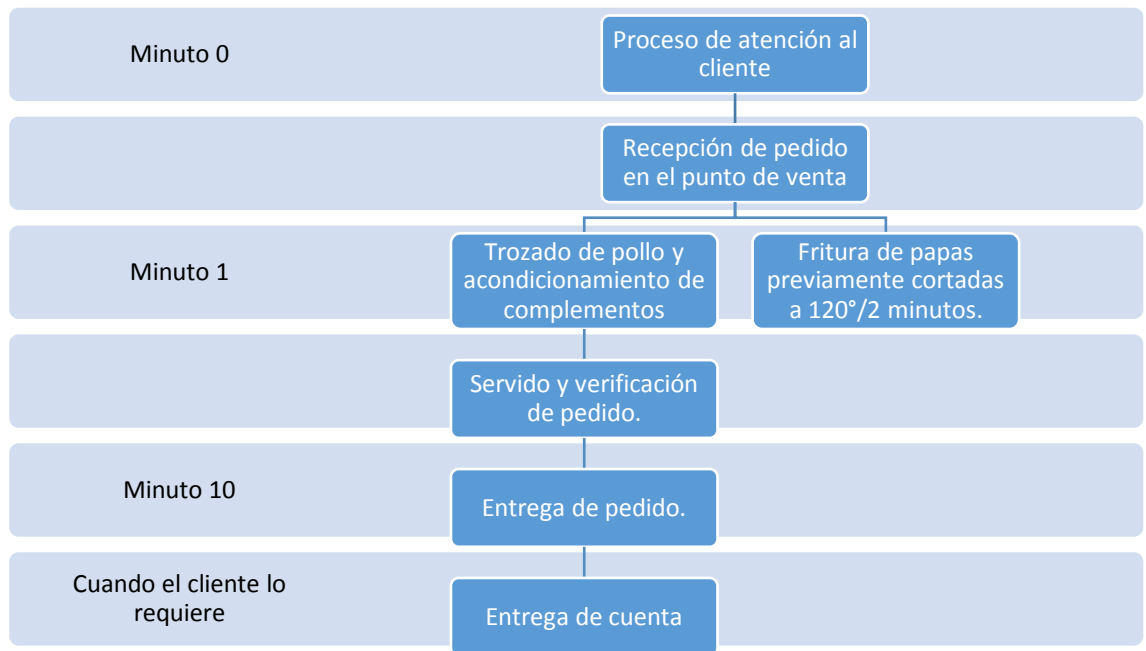 Minuto 0
Proceso de atención al
cliente
Recepción de pedido
en el punto de venta
Minuto 1
Trozado de pollo y
acondicionamiento de
complementos
Fritura de papas
previamente cortadas
a 120°/2 minutos.
Servido y verificación
de pedido.
Minuto 10
Entrega de pedido.
Cuando el cliente lo
requiere
Entrega de cuenta